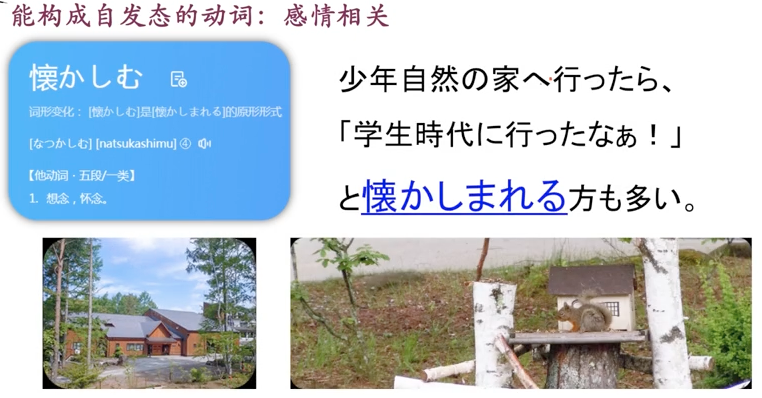 能构成自发态的动词：感情相关
懐かしむ
词形变化： [懐かしむ]是[懐かしまれる]的原形形式
[なつかしむ] [natsukashimu] ④
【他动词·五段/一类】
1. 想念，怀念。
少年自然の家へ行ったら、
「学生時代に行ったなぁ！」
と懐かしまれる方も多い。